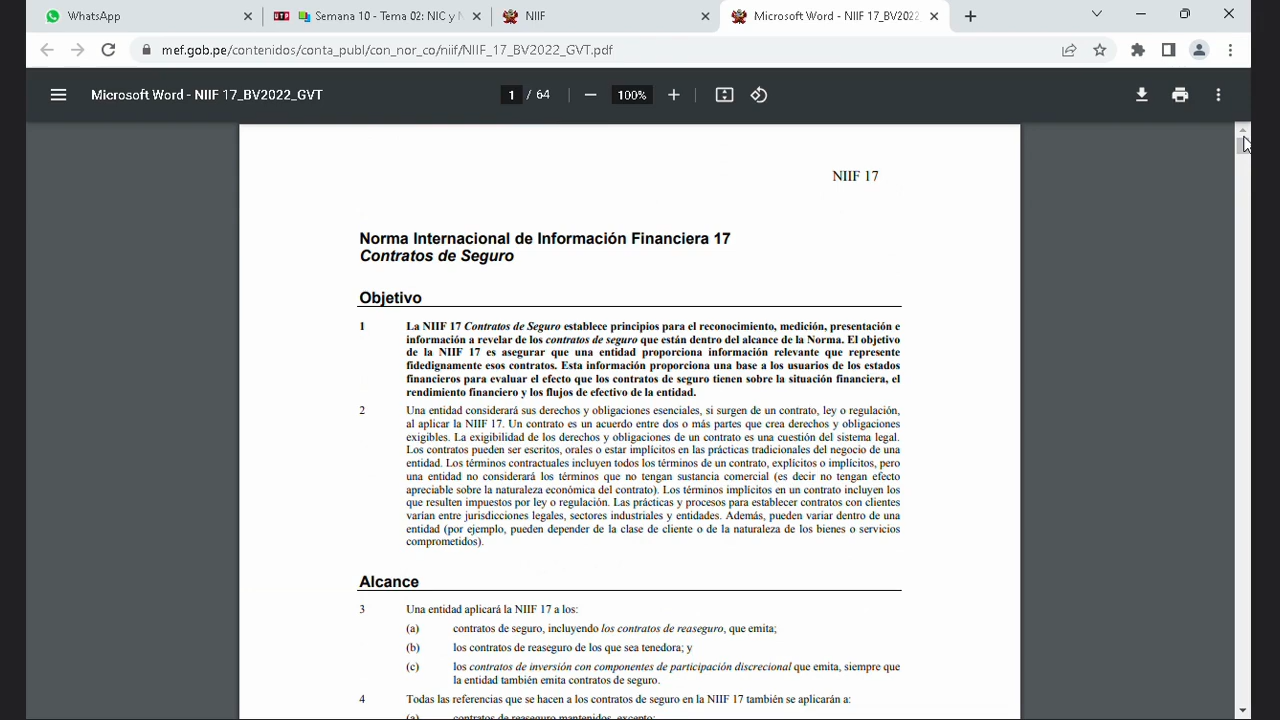 WhatsApp
UTP Semana 10 - Tema 02: NIC y N
NIIF
Microsoft Word - NIIF 17_BV2022_
mef.gob.pe/contenidos/conta_publ/con_nor_co/niif/NIIF_17_BV2022_GVT.pdf
Microsoft Word - NIIF 17_BV2022_GVT
1 / 64
100%
NIIF 17
Norma Internacional de Información Financiera 17
Contratos de Seguro
Objetivo
1 La NIIF 17 Contratos de Seguro establece principios para el reconocimiento, medición, presentación e
información a revelar de los contratos de seguro que están dentro del alcance de la Norma. El objetivo
de la NIIF 17 es asegurar que una entidad proporciona información relevante que represente
fidedignamente esos contratos. Esta información proporciona una base a los usuarios de los estados
financieros para evaluar el efecto que los contratos de seguro tienen sobre la situación financiera, el
rendimiento financiero y los flujos de efectivo de la entidad.
2 Una entidad considerará sus derechos y obligaciones esenciales, si surgen de un contrato, ley o regulación,
al aplicar la NIIF 17. Un contrato es un acuerdo entre dos o más partes que crea derechos y obligaciones
exigibles. La exigibilidad de los derechos y obligaciones de un contrato es una cuestión del sistema legal.
Los contratos pueden ser escritos, orales o estar implícitos en las prácticas tradicionales del negocio de una
entidad. Los términos contractuales incluyen todos los términos de un contrato, explícitos o implícitos, pero
una entidad no considerará los términos que no tengan sustancia comercial (es decir no tengan efecto
apreciable sobre la naturaleza económica del contrato). Los términos implícitos en un contrato incluyen los
que resulten impuestos por ley o regulación. Las prácticas y procesos para establecer contratos con clientes
varían entre jurisdicciones legales, sectores industriales y entidades. Además, pueden variar dentro de una
entidad (por ejemplo, pueden depender de la clase de cliente o de la naturaleza de los bienes o servicios
comprometidos).
Alcance
3 Una entidad aplicará la NIIF 17 a los:
(a) contratos de seguro, incluyendo los contratos de reaseguro, que emita;
(b) los contratos de reaseguro de los que sea tenedora; y
(c) los contratos de inversión con componentes de participación discrecional que emita, siempre que
la entidad también emita contratos de seguro.
4 Todas las referencias que se hacen a los contratos de seguro en la NIIF 17 también se aplicarán a:
(a) contratos de reaseguro mantenidos, excepto: